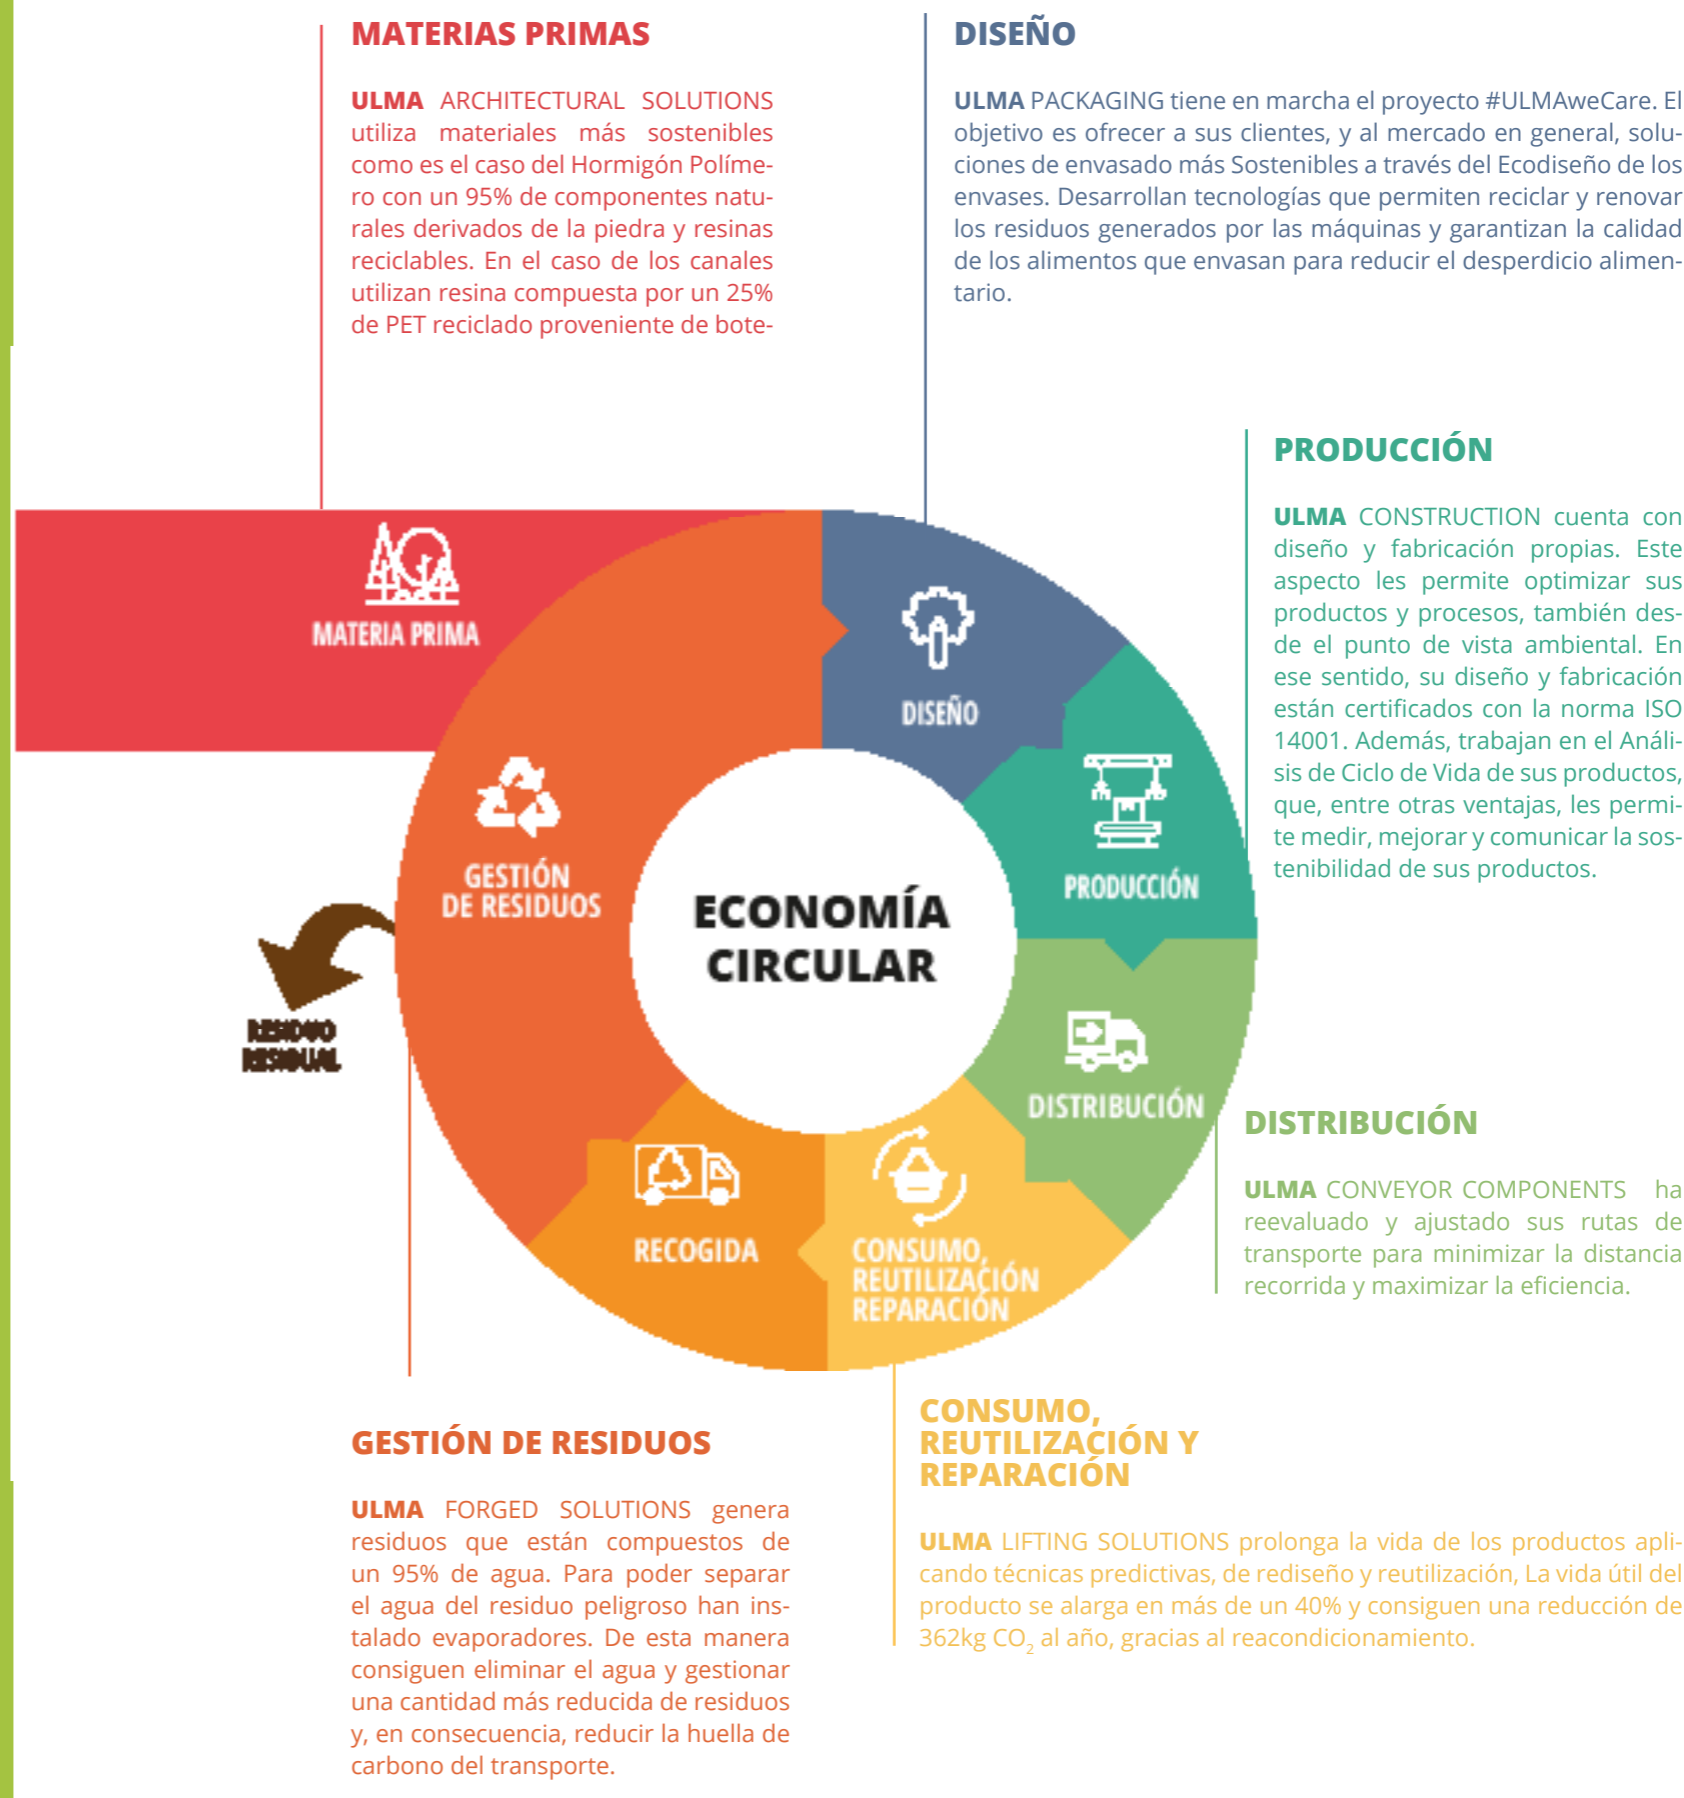 MATERIAS PRIMAS
ULMA ARCHITECTURAL SOLUTIONS
utiliza materiales más sostenibles
como es el caso del Hormigón Políme-
ro con un 95% de componentes natu-
rales derivados de la piedra y resinas
reciclables. En el caso de los canales
utilizan resina compuesta por un 25%
de PET reciclado proveniente de bote-
DISEÑO
ULMA PACKAGING tiene en marcha el proyecto #ULMAweCare. El
objetivo es ofrecer a sus clientes, y al mercado en general, solu-
ciones de envasado más Sostenibles a través del Ecodiseño de los
envases. Desarrollan tecnologías que permiten reciclar y renovar
los residuos generados por las máquinas y garantizan la calidad
de los alimentos que envasan para reducir el desperdicio alimen-
tario.
PRODUCCIÓN
ULMA CONSTRUCTION cuenta con
diseño y fabricación propias. Este
aspecto les permite optimizar sus
productos y procesos, también des-
de el punto de vista ambiental. En
ese sentido, su diseño y fabricación
están certificados con la norma ISO
14001. Además, trabajan en el Análi-
sis de Ciclo de Vida de sus productos,
que, entre otras ventajas, les permi-
te medir, mejorar y comunicar la sos-
tenibilidad de sus productos.
MATERIA PRIMA
DISEÑO
PRODUCCIÓN
GESTIÓN
DE RESIDUOS
ECONOMÍA
CIRCULAR
RESIDUO
RESIDUAL
DISTRIBUCIÓN
RECOGIDA
CONSUMO,
REUTILIZACIÓN
REPARACIÓN
DISTRIBUCIÓN
ULMA CONVEYOR COMPONENTS ha
reevaluado y ajustado sus rutas de
transporte para minimizar la distancia
recorrida y maximizar la eficiencia.
GESTIÓN DE RESIDUOS
ULMA FORGED SOLUTIONS genera
residuos que están compuestos de
un 95% de agua. Para poder separar
el agua del residuo peligroso han ins-
talado evaporadores. De esta manera
consiguen eliminar el agua y gestionar
una cantidad más reducida de residuos
y, en consecuencia, reducir la huella de
carbono del transporte.
CONSUMO,
REUTILIZACIÓN Y
REPARACIÓN
ULMA LIFTING SOLUTIONS prolonga la vida de los productos apli-
cando técnicas predictivas, de rediseño y reutilización, La vida útil del
producto se alarga en más de un 40% y consiguen una reducción de
362kg CO₂ al año, gracias al reacondicionamiento.